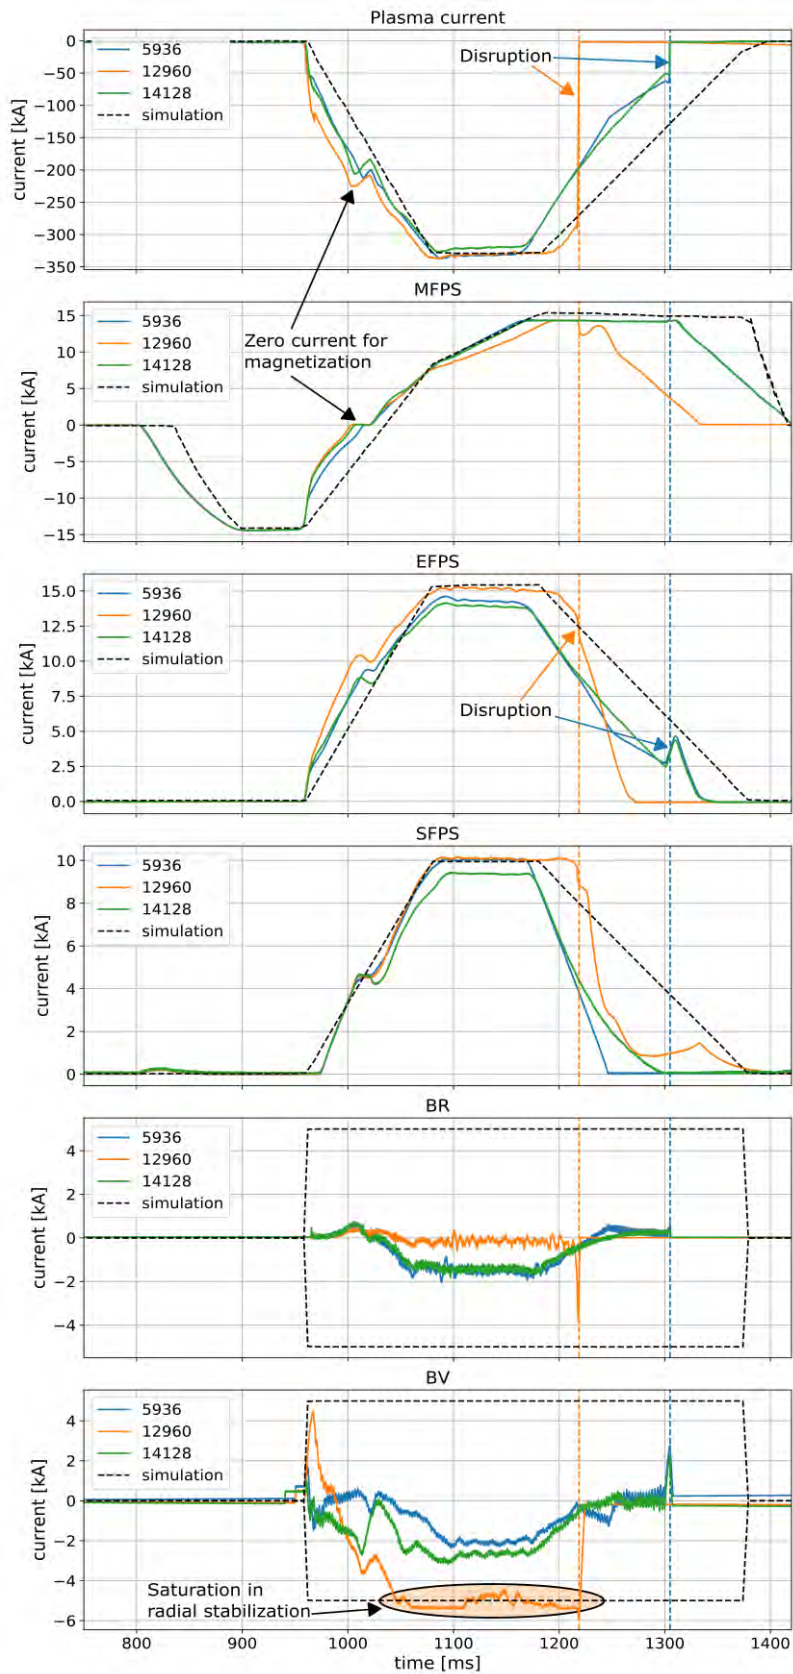 Plasma current
current [kA]
0
−50
−100
−150
−200
−250
−300
−350
5936
12960
14128
simulation
Disruption
MFPS
current [kA]
15
10
5
0
−5
−10
−15
5936
12960
14128
simulation
Zero current for
magnetization
EFPS
current [kA]
15.0
12.5
10.0
7.5
5.0
2.5
0.0
5936
12960
14128
simulation
Disruption
SFPS
current [kA]
10
8
6
4
2
0
5936
12960
14128
simulation
BR
current [kA]
4
2
0
−2
−4
5936
12960
14128
simulation
BV
current [kA]
4
2
0
−2
−4
−6
5936
12960
14128
simulation
Saturation in
radial stabilization
800 900 1000 1100 1200 1300 1400
time [ms]